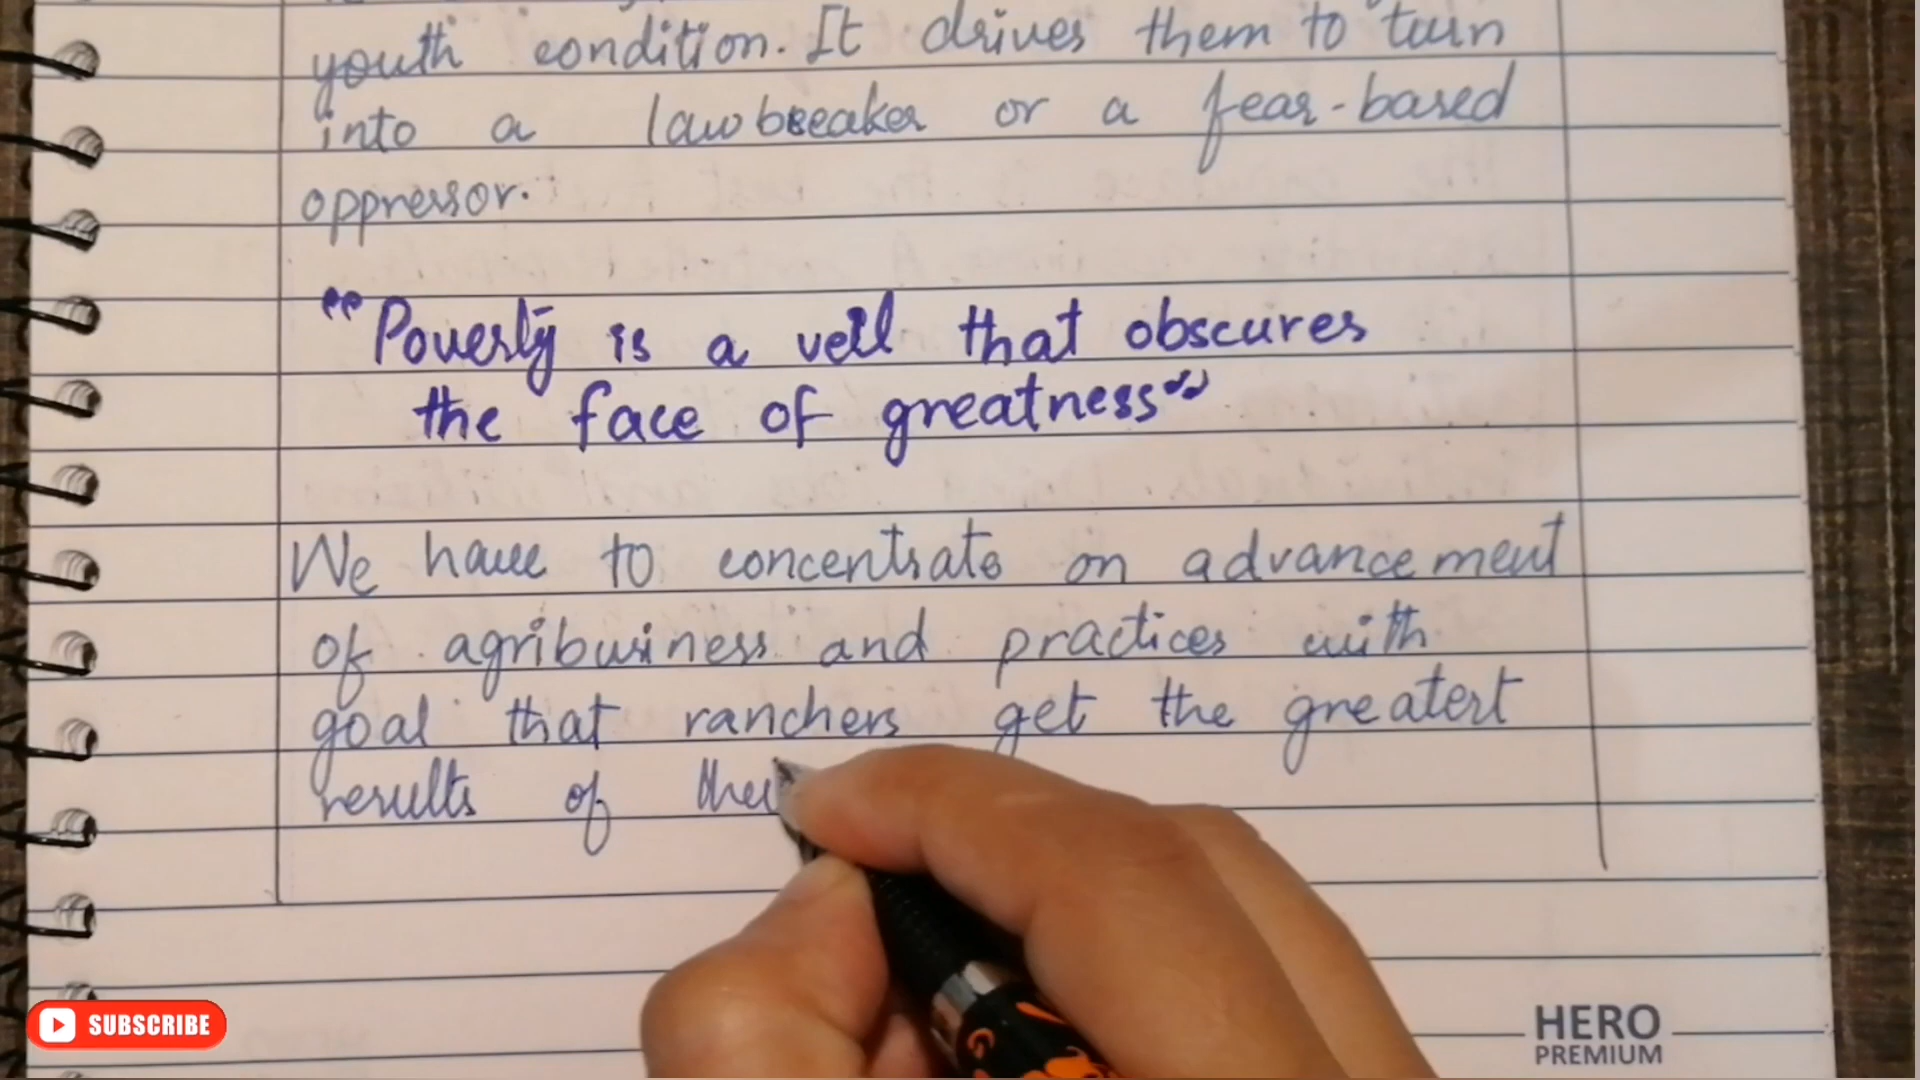 youth condition. It drives them to turn
into a lawbreaker or a fear-based
oppressor.
"Poverty is a veil that obscures
the face of greatness"
We have to concentrate on advancement
of agribusiness and practices with
goal that ranchers get the greatest
results of
SUBSCRIBE
HERO
PREMIUM